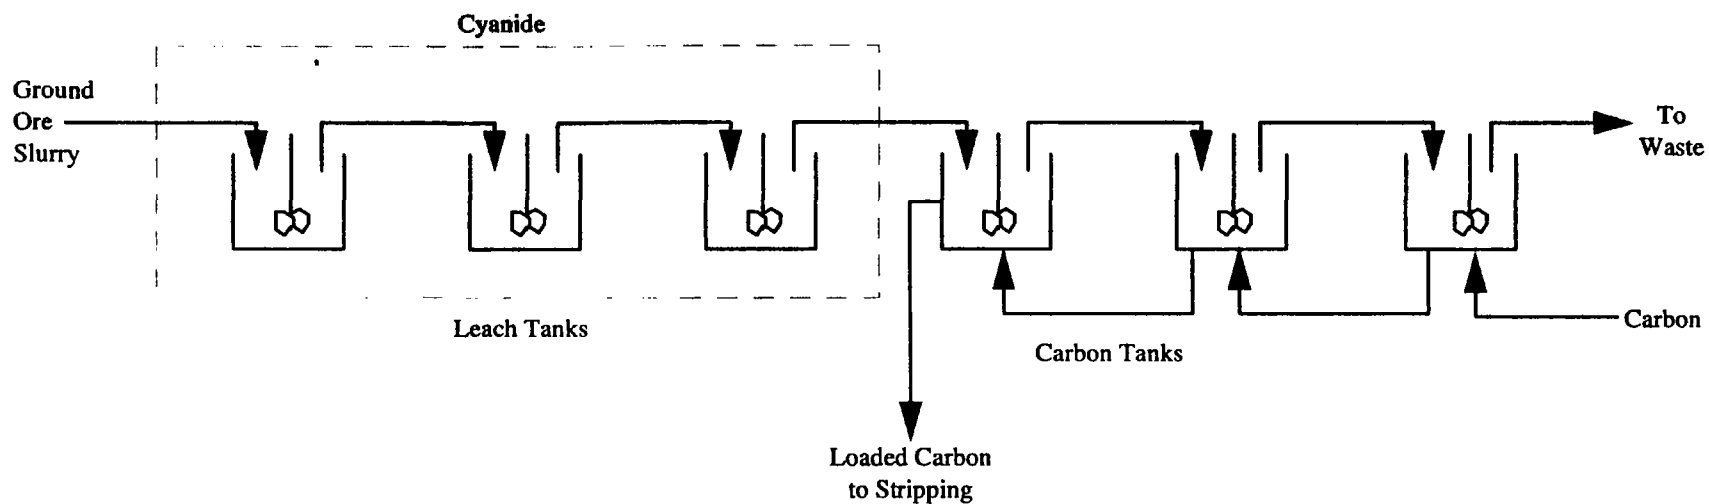 Cyanide
Ground
Ore
Slurry
To
Waste
Leach Tanks
Carbon
Carbon Tanks
Loaded Carbon
to Stripping